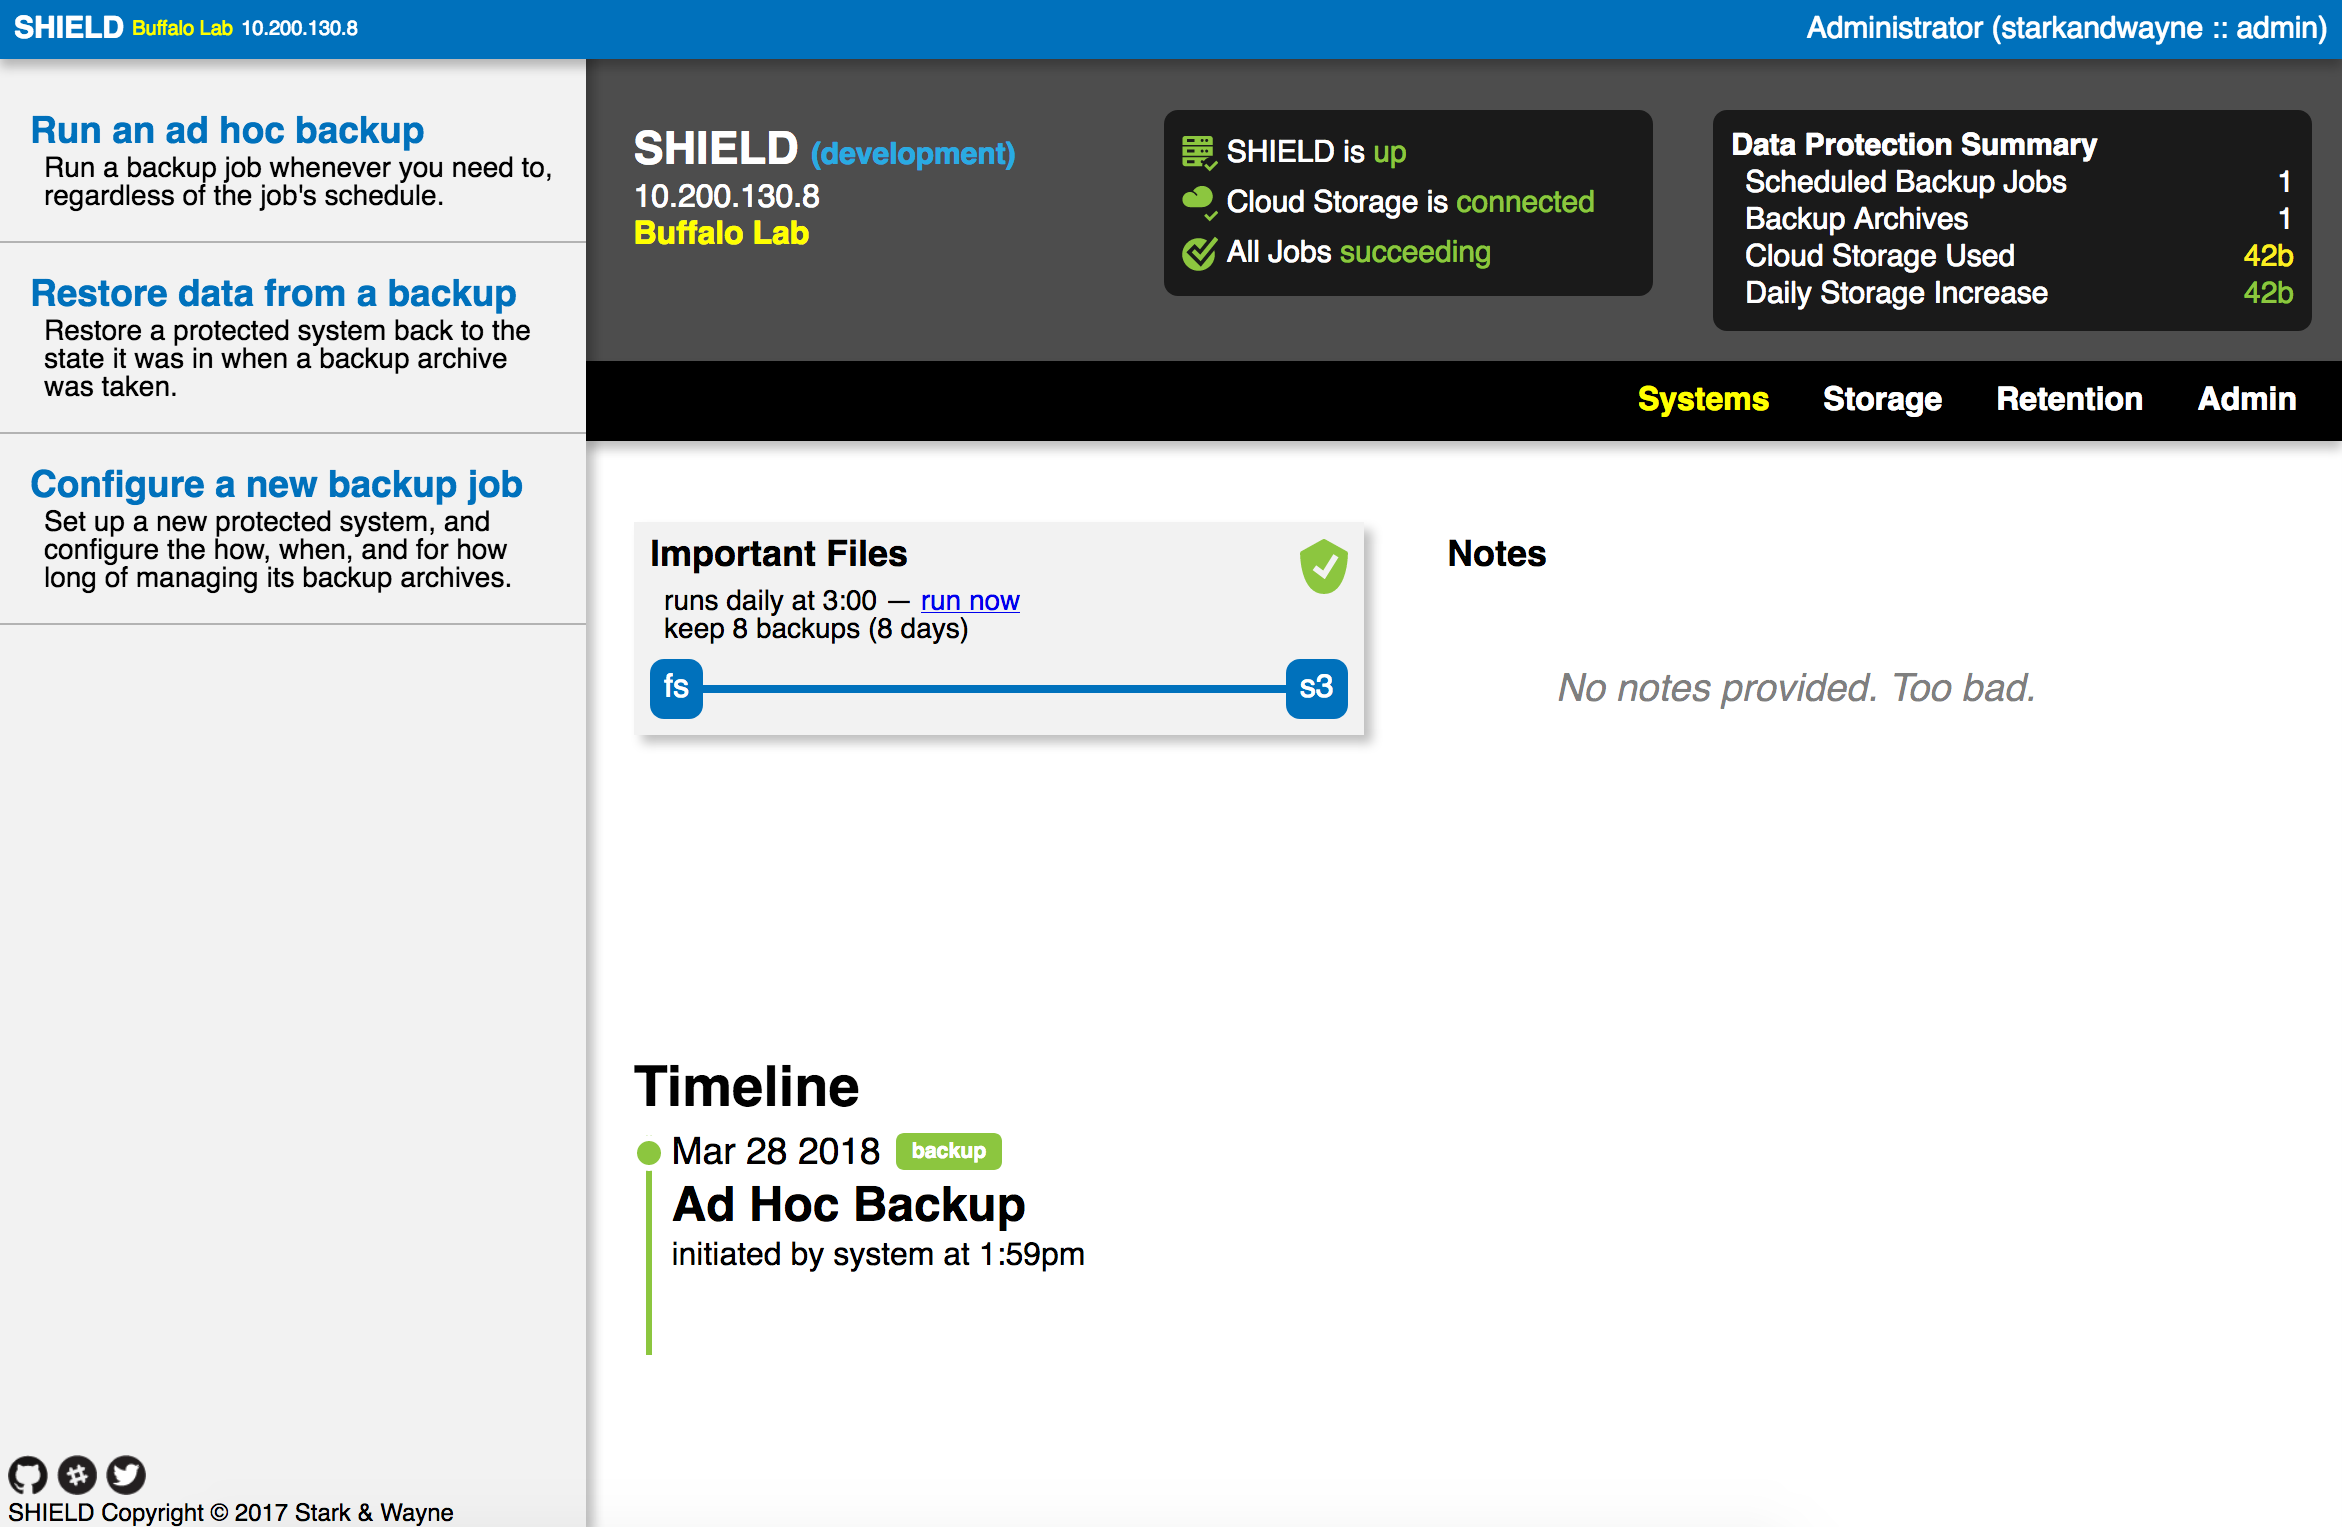 SHIELD Buffalo Lab 10.200.130.8
Administrator (starkandwayne :: admin)
Run an ad hoc backup
Run a backup job whenever you need to,
regardless of the job's schedule.
Restore data from a backup
Restore a protected system back to the
state it was in when a backup archive
was taken.
Configure a new backup job
Set up a new protected system, and
configure the how, when, and for how
long of managing its backup archives.
SHIELD (development)
10.200.130.8
Buffalo Lab
SHIELD is up
Cloud Storage is connected
All Jobs succeeding
Data Protection Summary
Scheduled Backup Jobs 1
Backup Archives 1
Cloud Storage Used 42b
Daily Storage Increase 42b
Systems Storage Retention Admin
Important Files
runs daily at 3:00 — run now
keep 8 backups (8 days)
fs s3
Notes
No notes provided. Too bad.
Timeline
Mar 28 2018 backup
Ad Hoc Backup
initiated by system at 1:59pm
SHIELD Copyright © 2017 Stark & Wayne